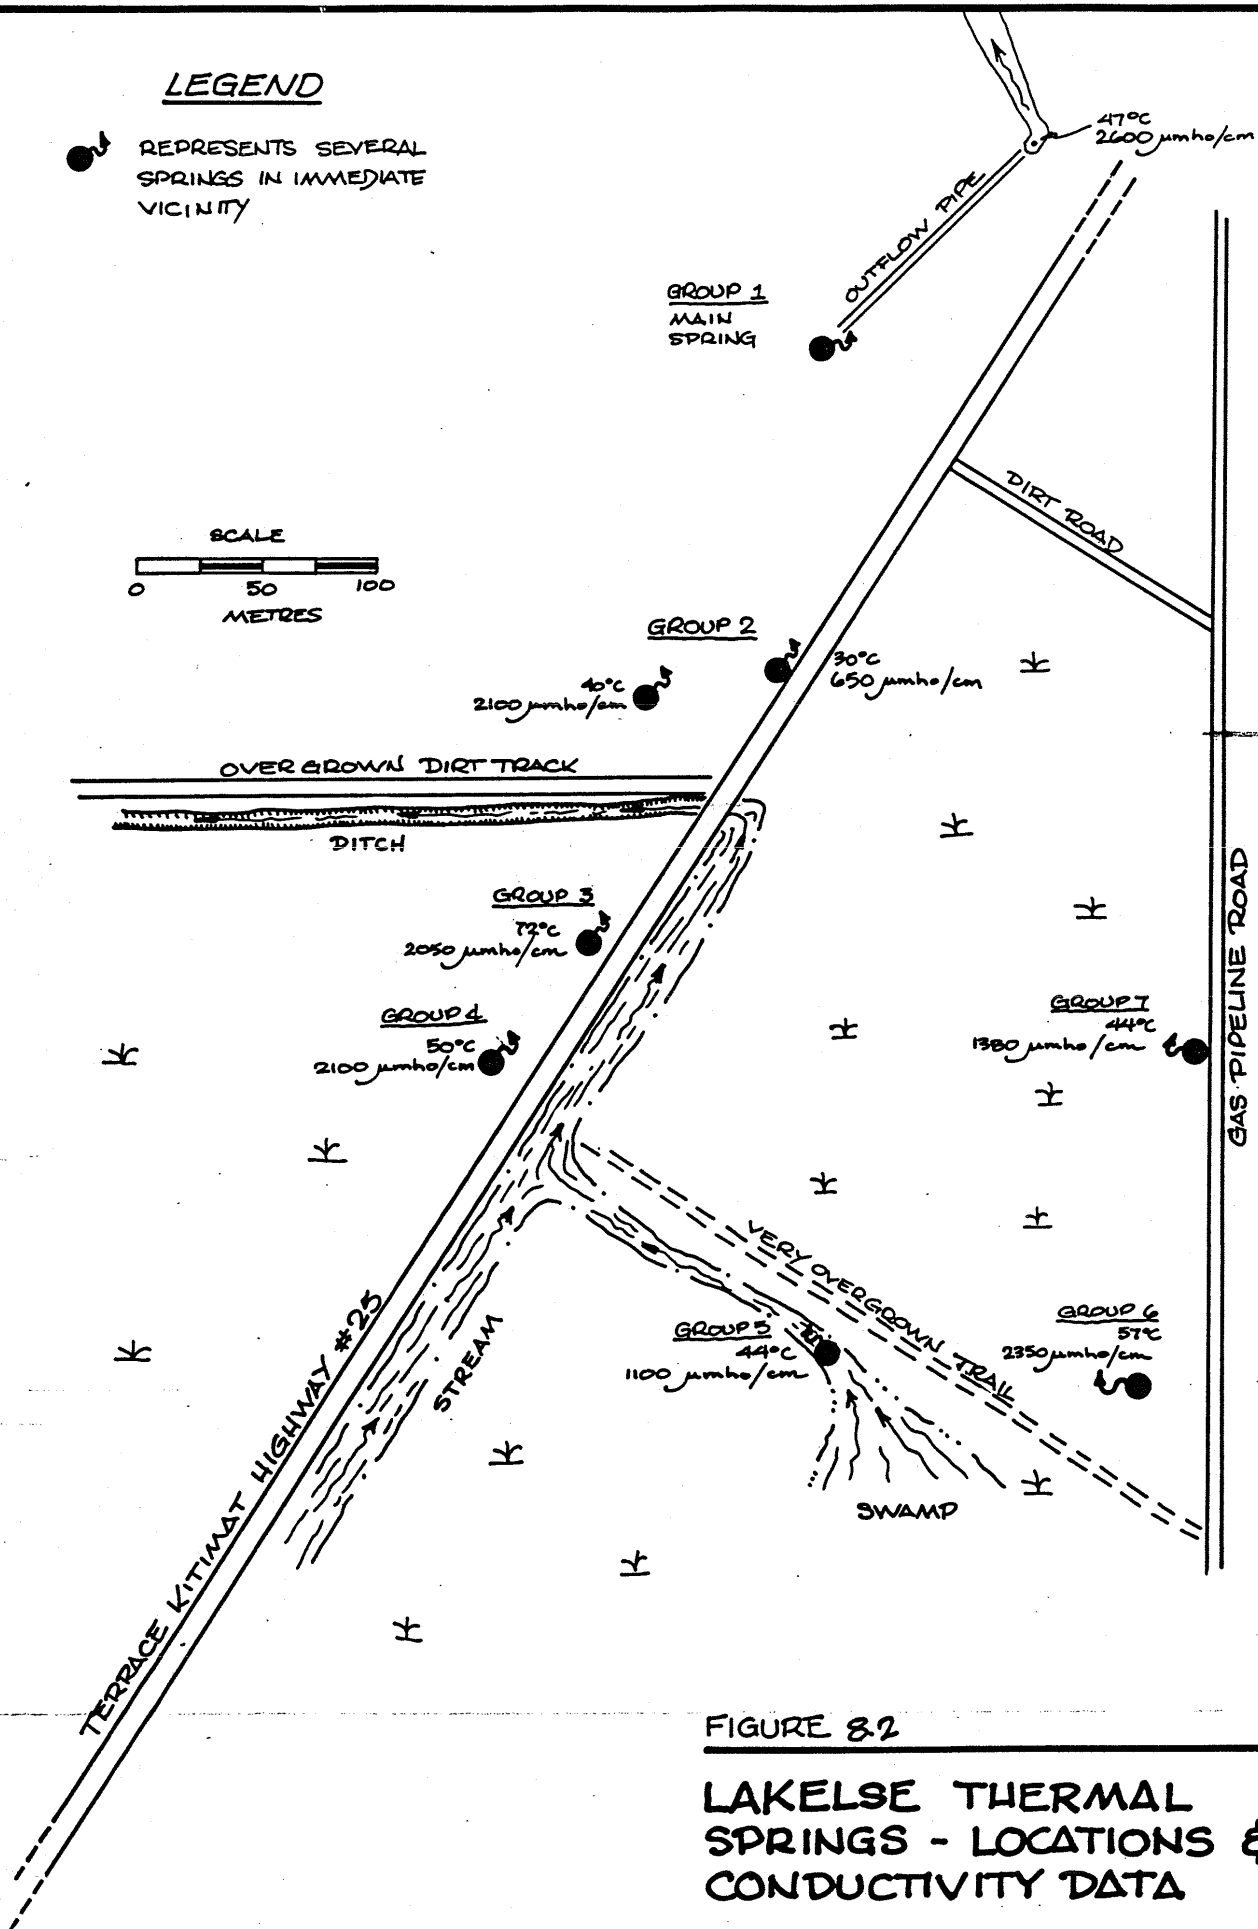 LEGEND
REPRESENTS SEVERAL
SPRINGS IN IMMEDIATE
VICINITY
47°C
2600 µmho/cm
OUTFLOW PIPE
GROUP 1
MAIN
SPRING
DIRT ROAD
SCALE
0 50 100
METRES
GROUP 2
30°C
650 µmho/cm
40°C
2100 µmho/cm
OVERGROWN DIRT TRACK
DITCH
GROUP 3
72°C
2050 µmho/cm
GROUP 4
50°C
2100 µmho/cm
GROUP 7
44°C
1380 µmho/cm
GAS PIPELINE ROAD
VERY OVERGROWN TRAIL
GROUP 5
44°C
1100 µmho/cm
GROUP 6
57°C
2350 µmho/cm
STREAM
SWAMP
TERRACE KITIMAT HIGHWAY #25
FIGURE 8.2
LAKELSE THERMAL
SPRINGS - LOCATIONS &
CONDUCTIVITY DATA